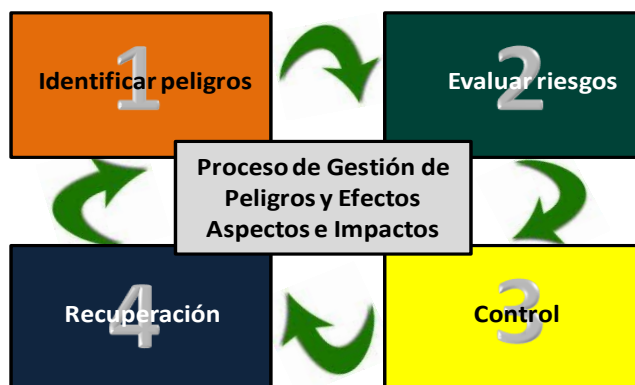 1
Identificar peligros
2
Evaluar riesgos
Proceso de Gestión de
Peligros y Efectos
Aspectos e Impactos
4
Recuperación
3
Control